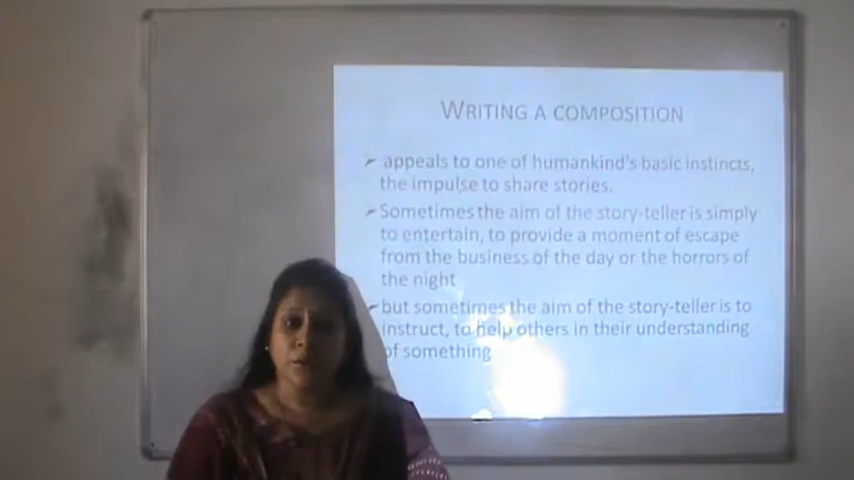 WRITING A COMPOSITION
➢ appeals to one of humankind's basic instincts,
the impulse to share stories.
➢ Sometimes the aim of the story-teller is simply
to entertain, to provide a moment of escape
from the business of the day or the horrors of
the night
➢ but sometimes the aim of the story-teller is to
instruct, to help others in their understanding
of something